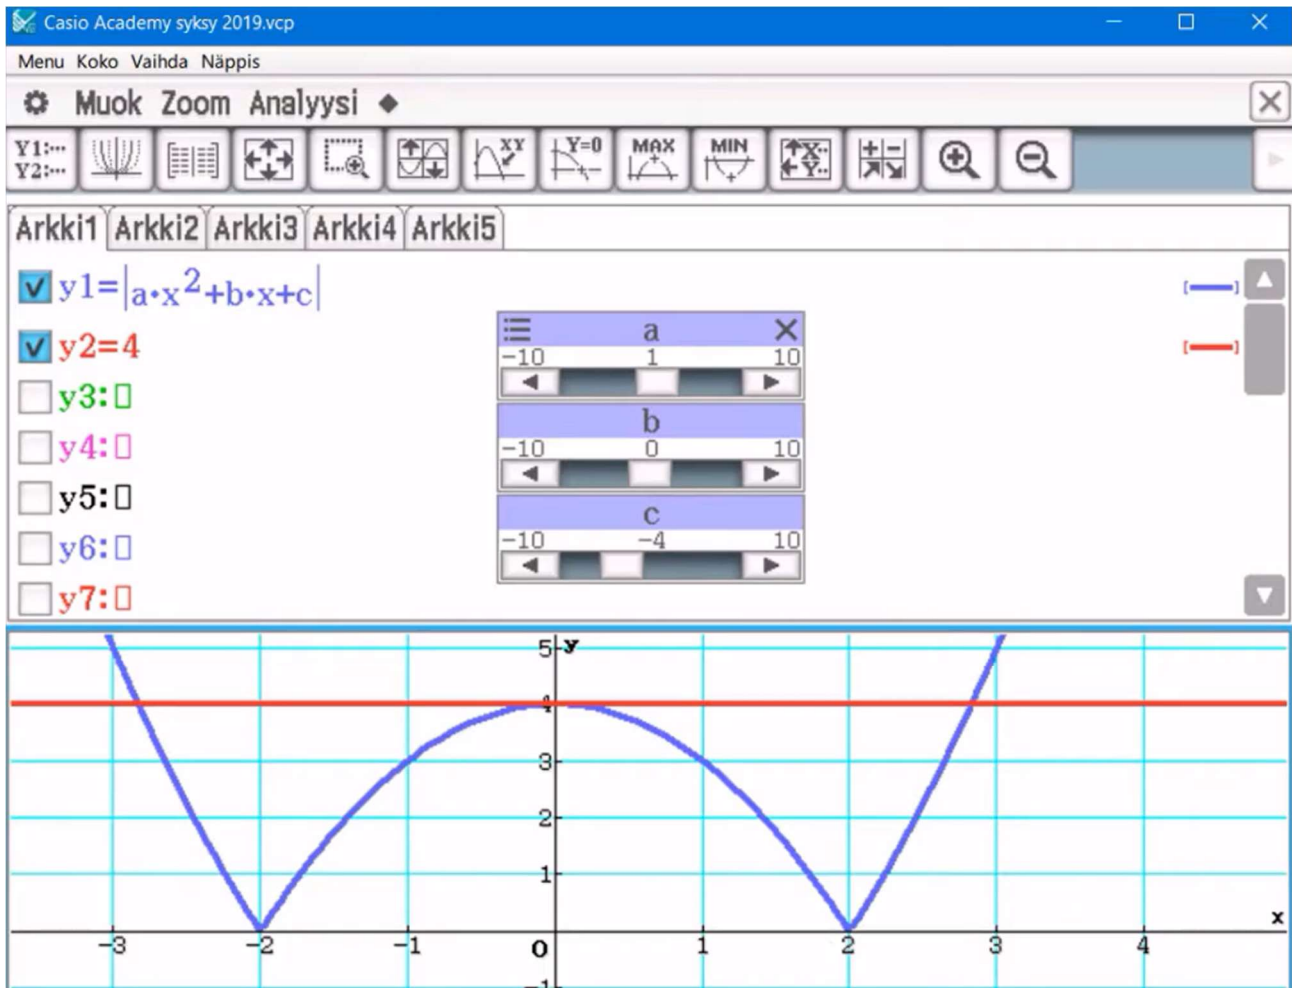 Casio Academy syksy 2019.vcp
Menu Koko Vaihda Näppis
Muok Zoom Analyysi
Y1:... Y2:... XY Y=0 MAX MIN X.. Y..
Arkki1 Arkki2 Arkki3 Arkki4 Arkki5
y1=|a·x²+b·x+c|
y2=4
y3:
y4:
y5:
y6:
y7:
a
-10 1 10
b
-10 0 10
c
-10 -4 10
5 y
4
3
2
1
x
-3 -2 -1 0 1 2 3 4
-1